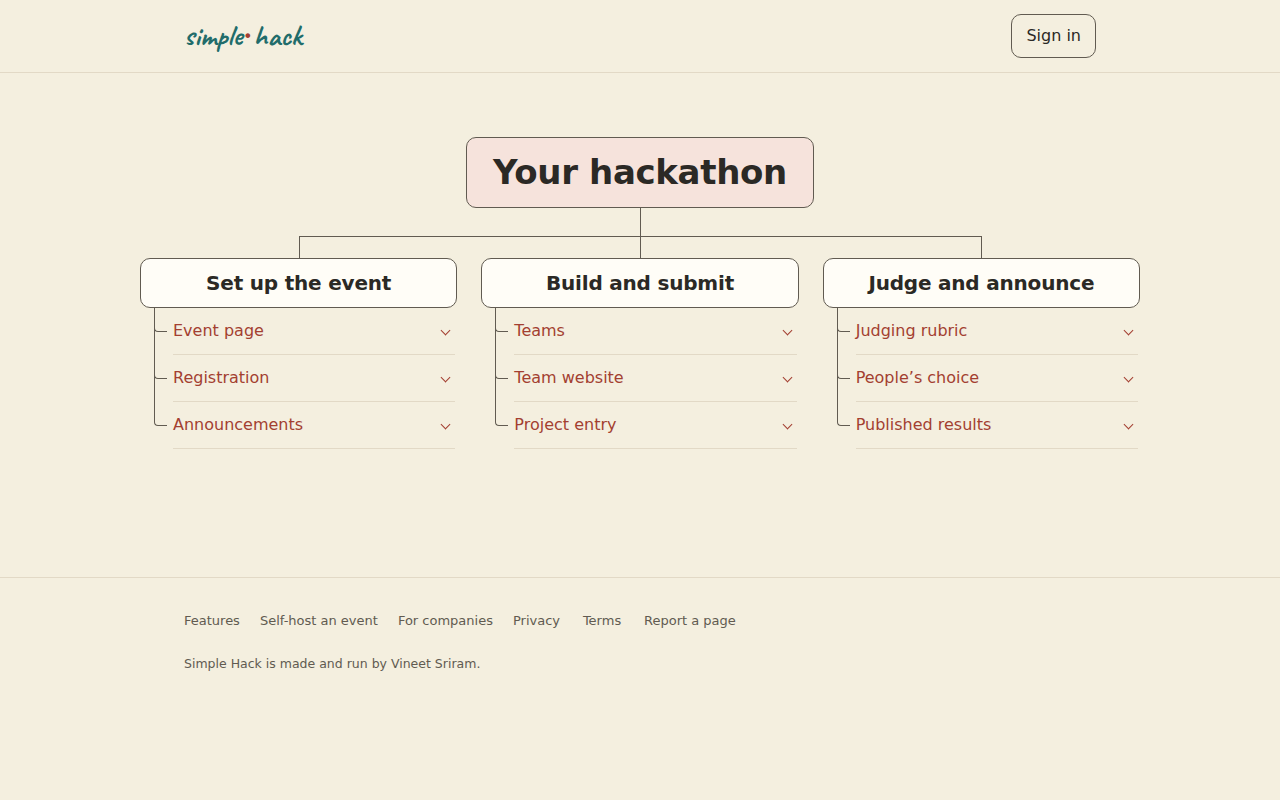 simple hack
Sign in
Your hackathon
Set up the event
Event page
Registration
Announcements
Build and submit
Teams
Team website
Project entry
Judge and announce
Judging rubric
People’s choice
Published results
Features Self-host an event For companies Privacy Terms Report a page
Simple Hack is made and run by Vineet Sriram.